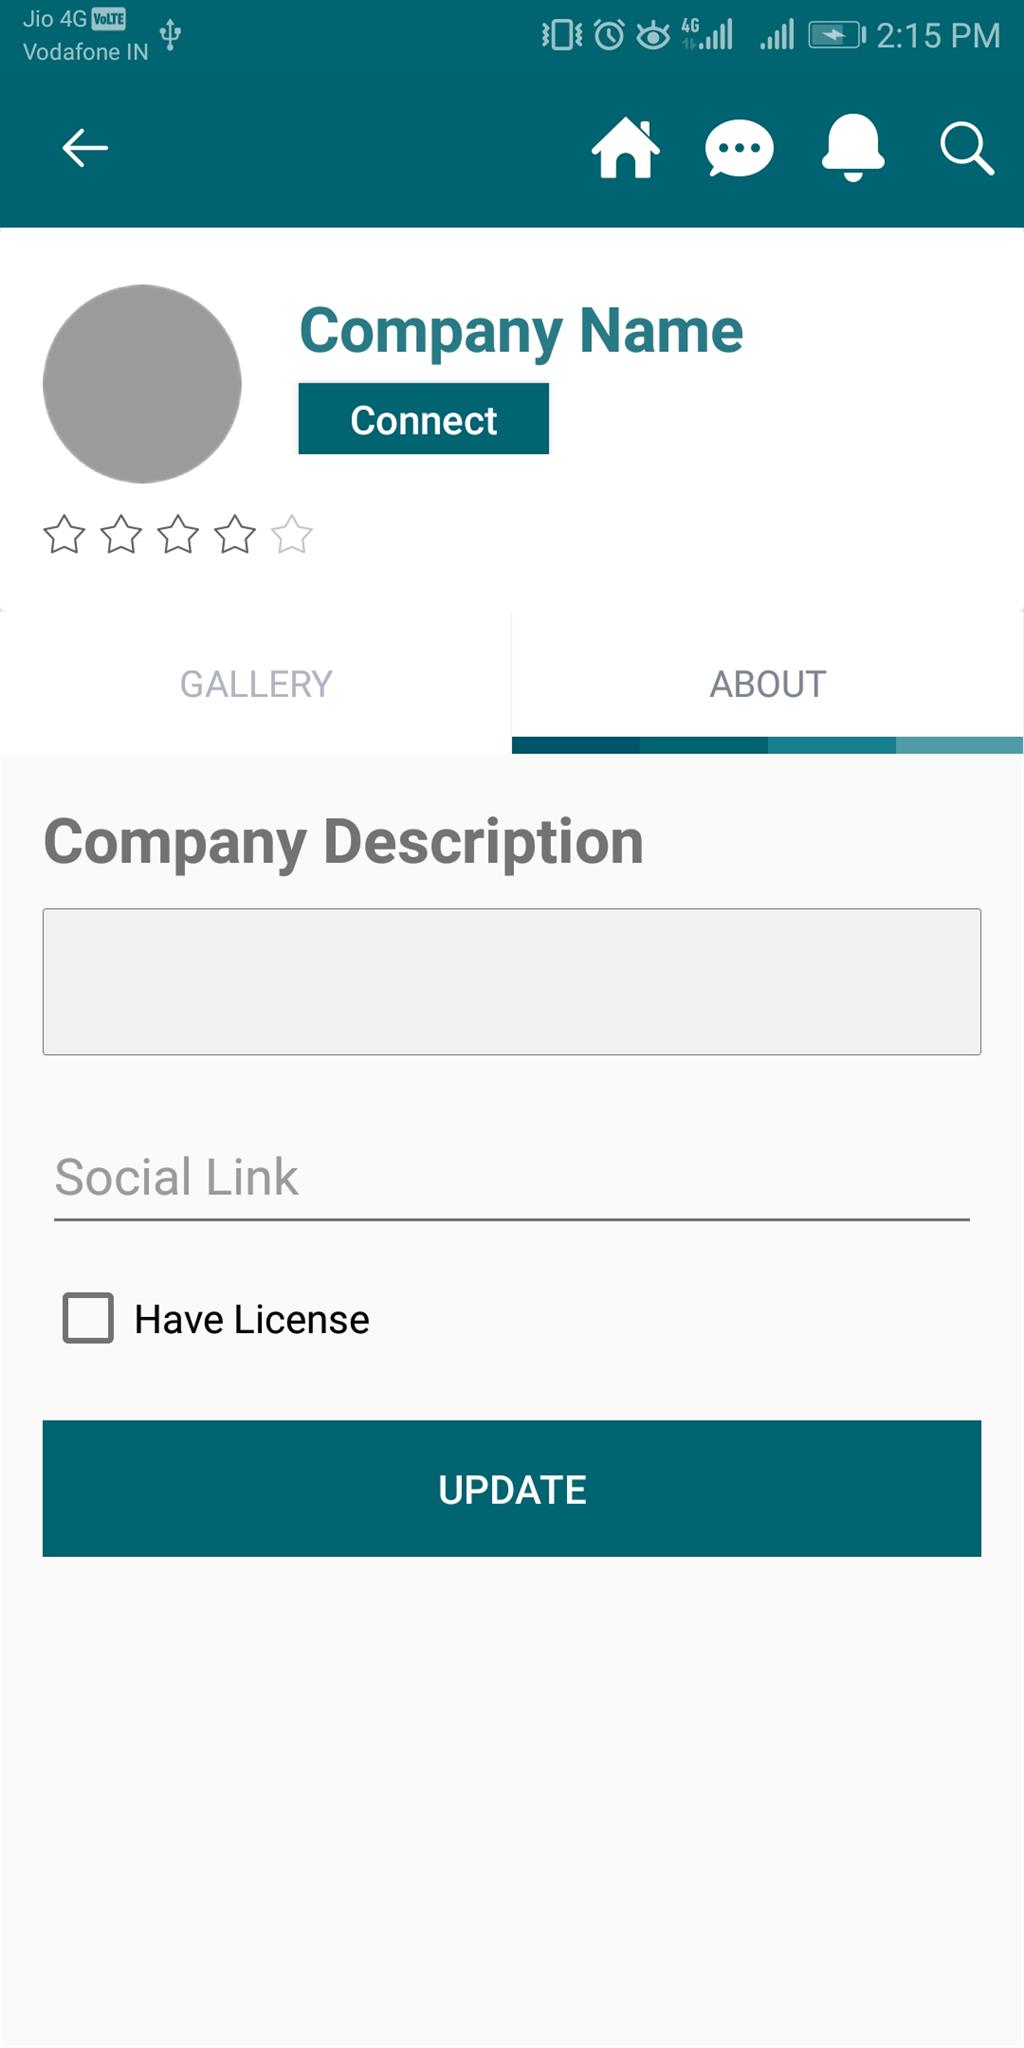 Jio 4G VoLTE
Vodafone IN
4G
2:15 PM
Company Name
Connect
GALLERY
ABOUT
Company Description
Social Link
Have License
UPDATE